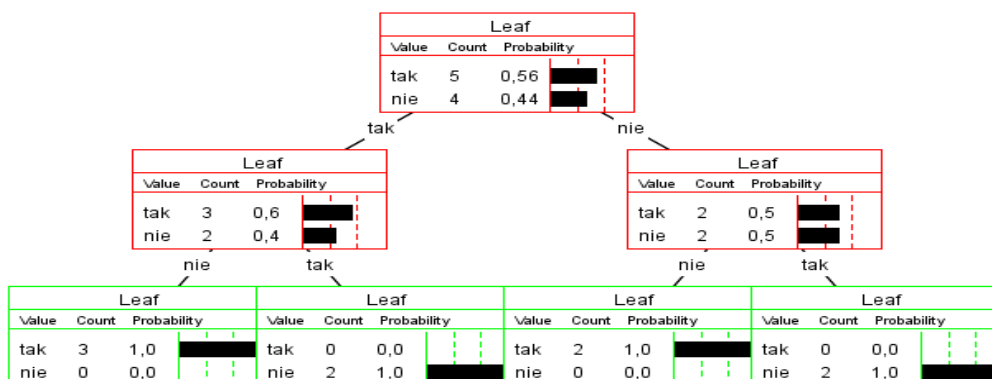 Leaf
Value Count Probability
tak 5 0,56
nie 4 0,44
tak nie
Leaf Leaf
Value Count Probability Value Count Probability
tak 3 0,6 tak 2 0,5
nie 2 0,4 nie 2 0,5
nie tak nie tak
Leaf Leaf Leaf Leaf
Value Count Probability Value Count Probability Value Count Probability Value Count Probability
tak 3 1,0 tak 0 0,0 tak 2 1,0 tak 0 0,0
nie 0 0,0 nie 2 1,0 nie 0 0,0 nie 2 1,0